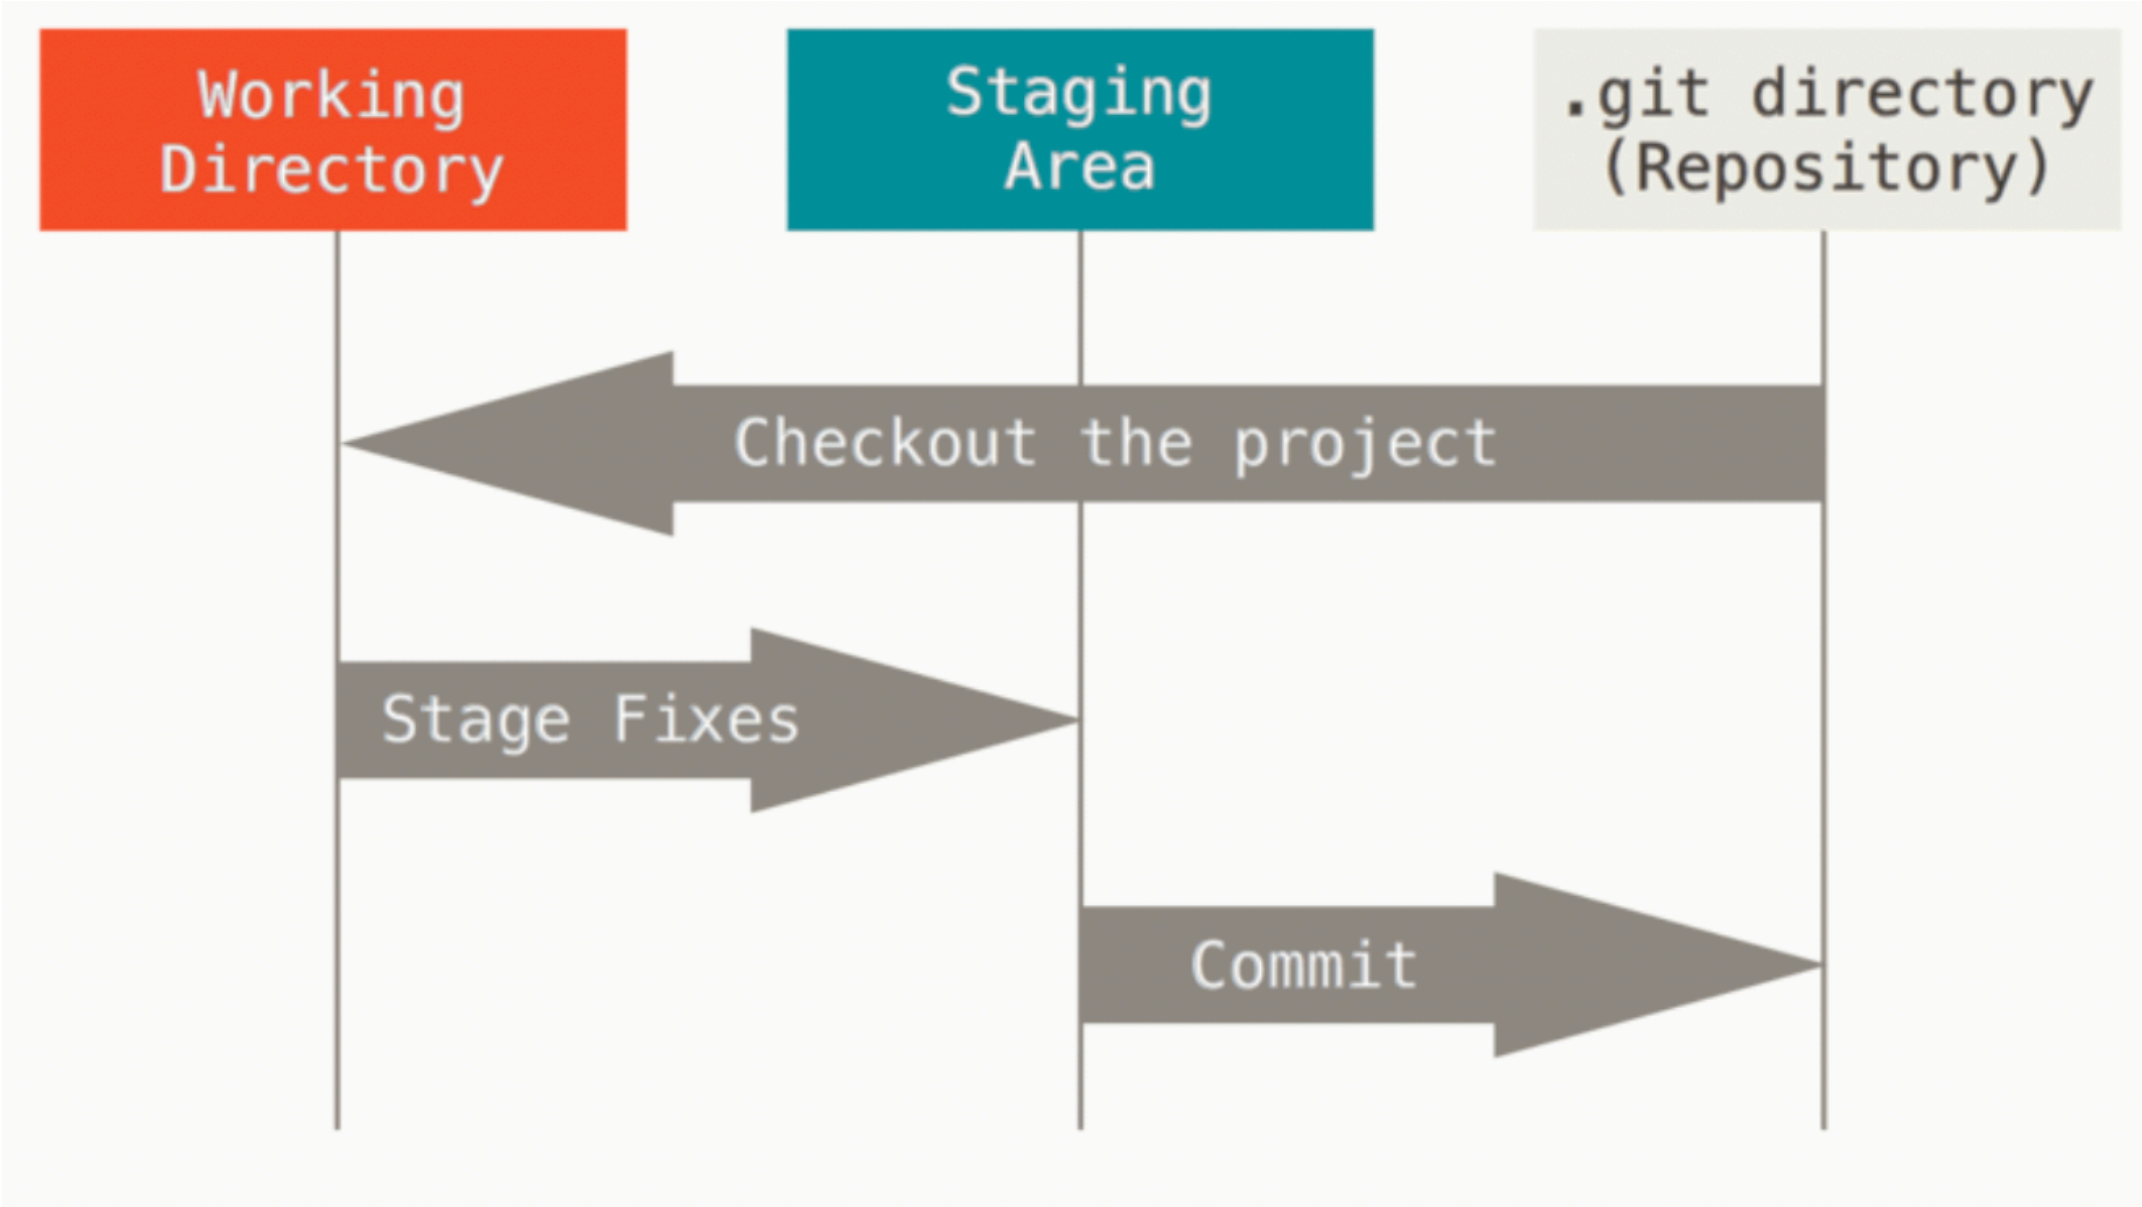 Working
Directory
Staging
Area
.git directory
(Repository)
Checkout the project
Stage Fixes
Commit